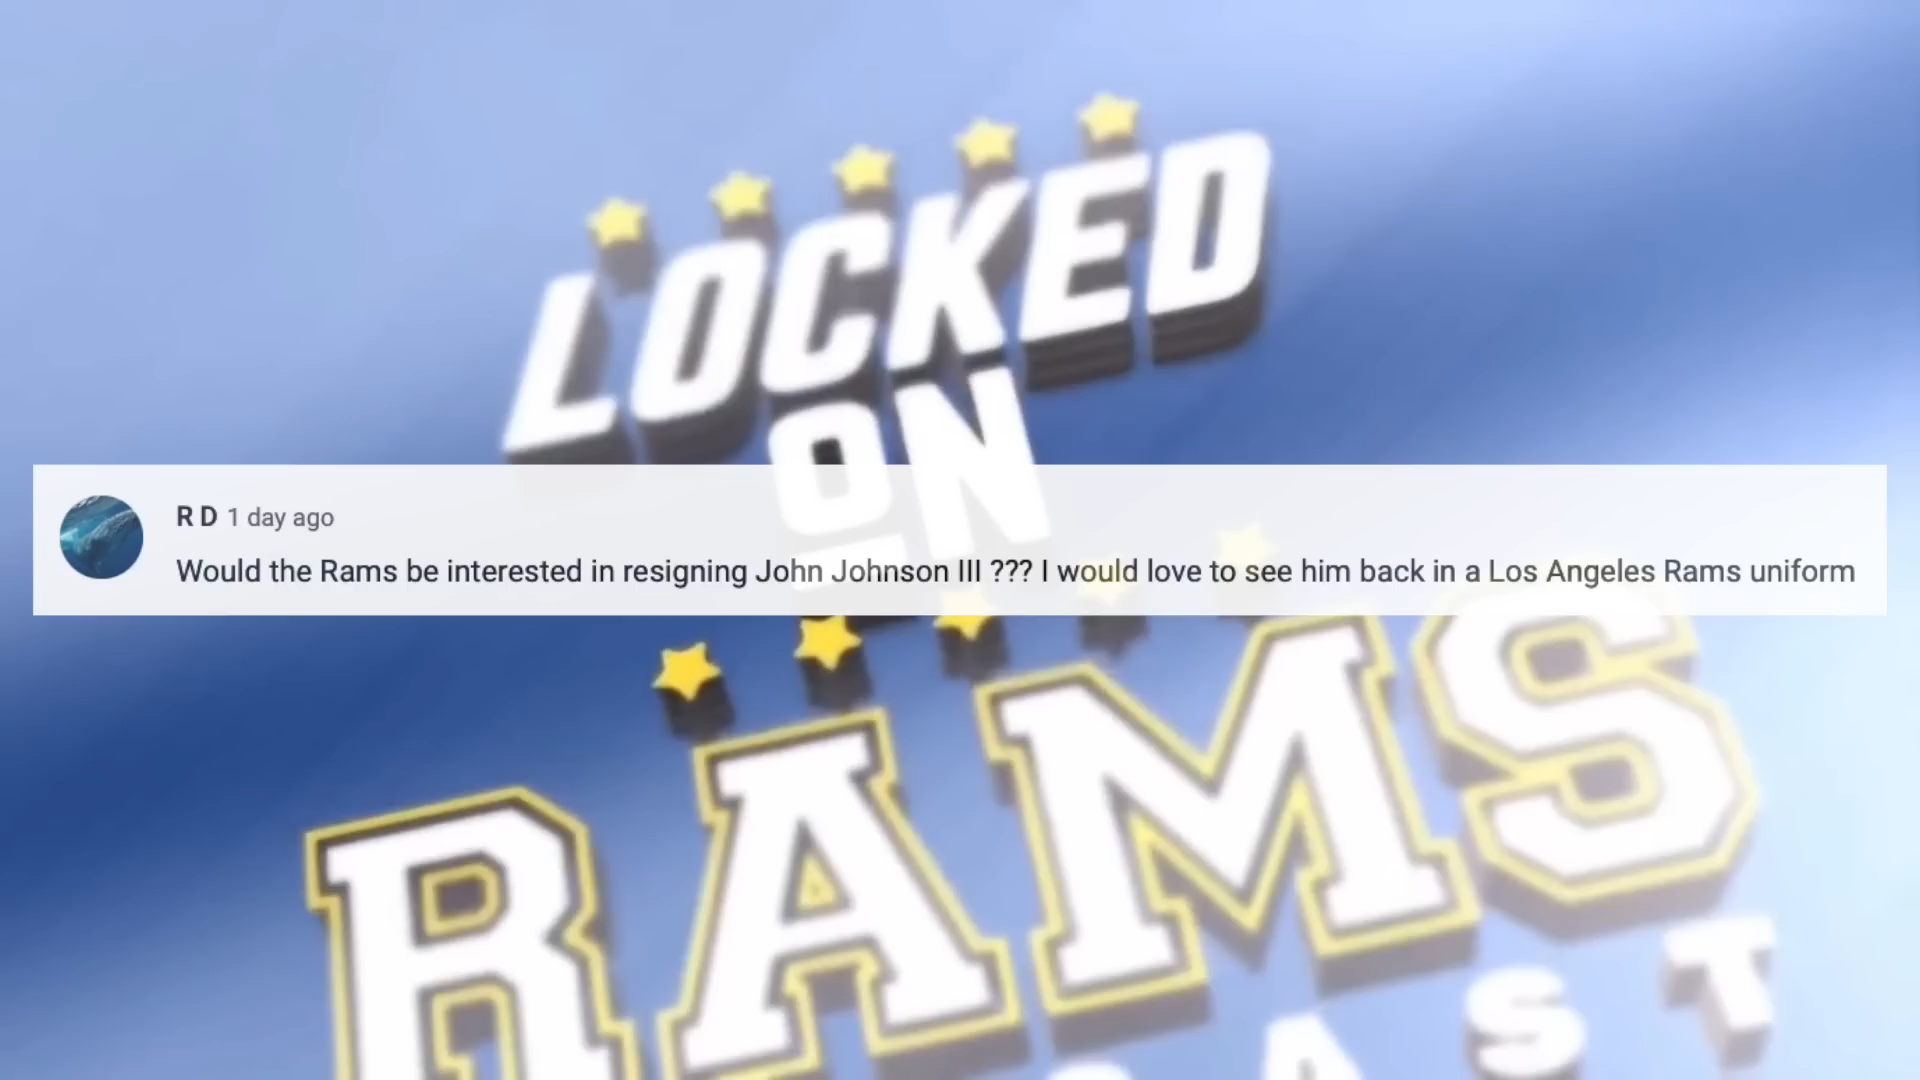 LOCKED
ON
R D 1 day ago
Would the Rams be interested in resigning John Johnson III ??? I would love to see him back in a Los Angeles Rams uniform
RAMS